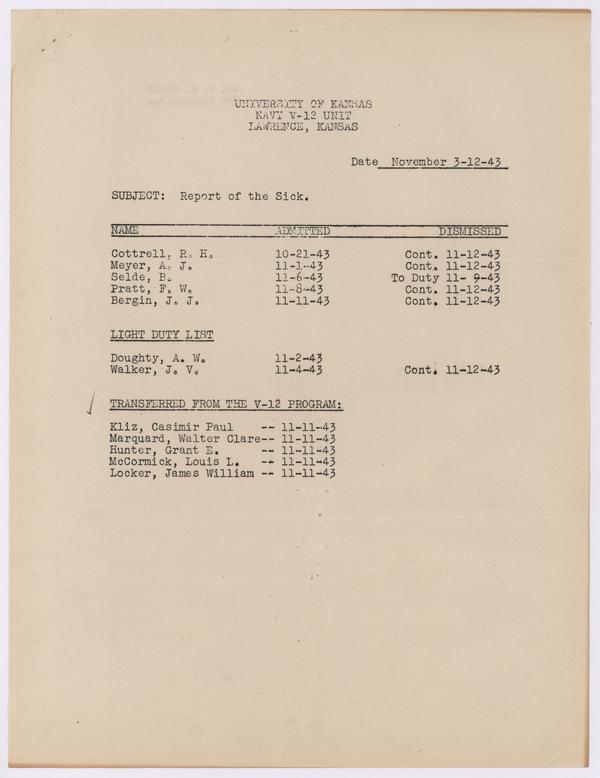 UNIVERSITY OF KANSAS
NAVY V-12 UNIT
LAWRENCE, KANSAS
Date November 3-12-43
SUBJECT: Report of the Sick.
NAME ADMITTED DISMISSED
Cottrell, R. H. 10-21-43 Cont. 11-12-43
Meyer, A. J. 11-1-43 Cont. 11-12-43
Selde, B. 11-6-43 To Duty 11- 9-43
Pratt, F. W. 11-8-43 Cont. 11-12-43
Bergin, J. J. 11-11-43 Cont. 11-12-43
LIGHT DUTY LIST
Doughty, A. W. 11-2-43
Walker, J. V. 11-4-43 Cont. 11-12-43
TRANSFERRED FROM THE V-12 PROGRAM:
Kliz, Casimir Paul -- 11-11-43
Marquard, Walter Clare-- 11-11-43
Hunter, Grant E. -- 11-11-43
McCormick, Louis L. -- 11-11-43
Locker, James William -- 11-11-43